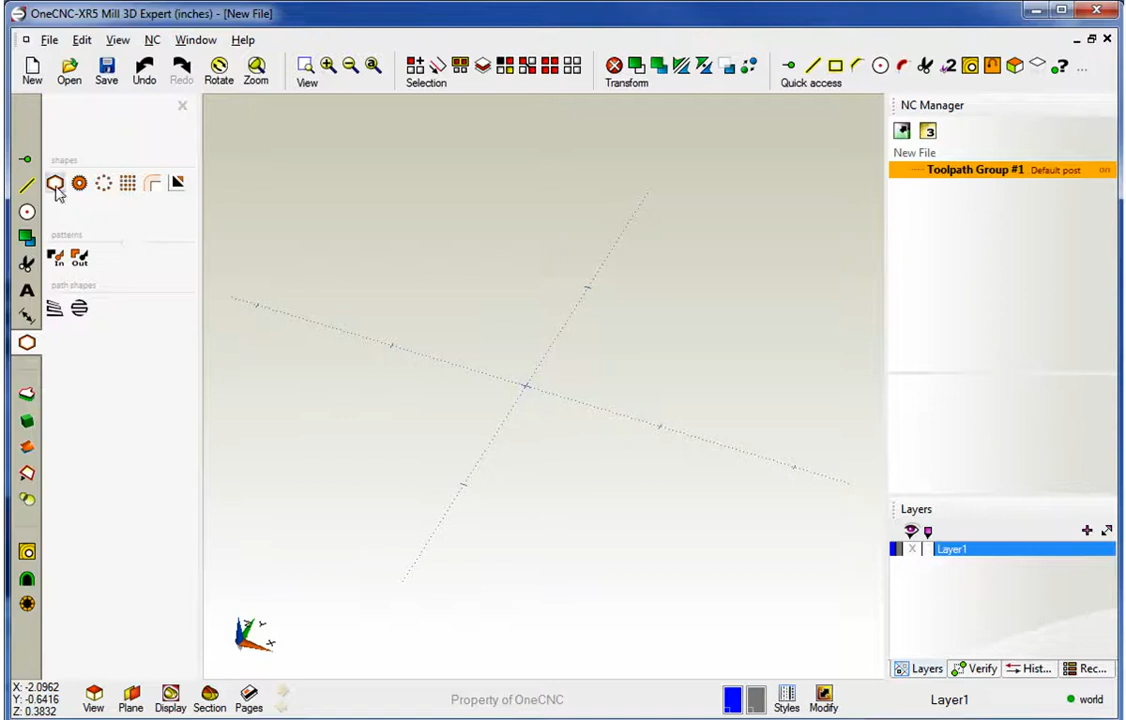 OneCNC-XR5 Mill 3D Expert (inches) - [New File]
File Edit View NC Window Help
New Open Save Undo Redo Rotate Zoom View Selection Transform Quick access ...
shapes
patterns
In Out
path shapes
A
NC Manager
3
New File
Toolpath Group #1 Default post on
Layers
X Layer1
Z Y X
Layers Verify Hist... Rec...
X: -2.0962
Y: -0.6416
Z: 0.3832
View Plane Display Section Pages
Property of OneCNC
Styles Modify
Layer1
world